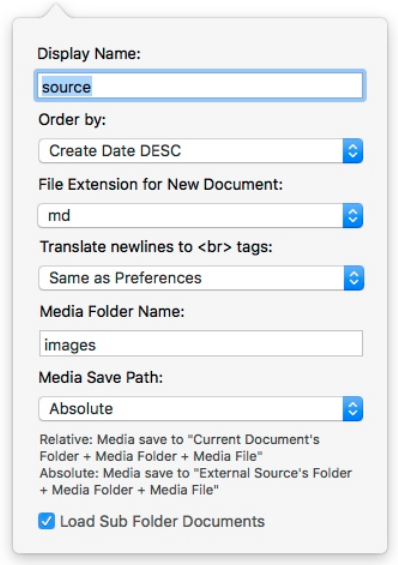 Display Name:
source
Order by:
Create Date DESC
File Extension for New Document:
md
Translate newlines to <br> tags:
Same as Preferences
Media Folder Name:
images
Media Save Path:
Absolute
Relative: Media save to "Current Document's
Folder + Media Folder + Media File"
Absolute: Media save to "External Source's Folder
+ Media Folder + Media File"
Load Sub Folder Documents